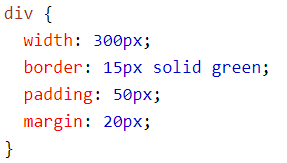 div {
  width: 300px;
  border: 15px solid green;
  padding: 50px;
  margin: 20px;
}